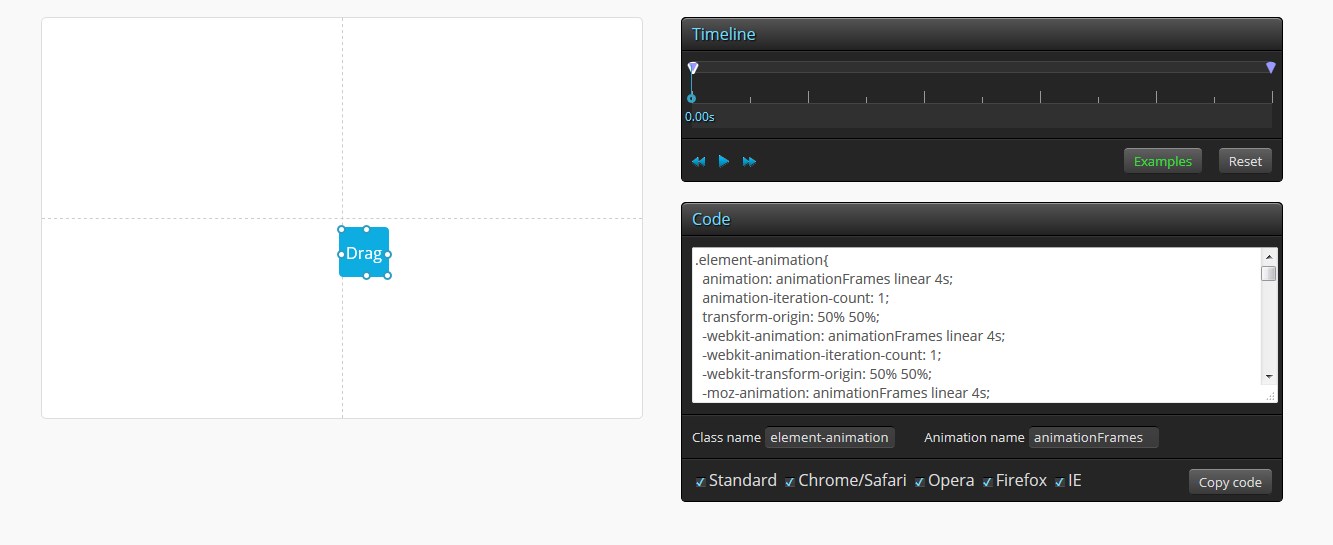 Drag
Timeline
0.00s
Examples Reset
Code
.element-animation{
animation: animationFrames linear 4s;
animation-iteration-count: 1;
transform-origin: 50% 50%;
-webkit-animation: animationFrames linear 4s;
-webkit-animation-iteration-count: 1;
-webkit-transform-origin: 50% 50%;
-moz-animation: animationFrames linear 4s;
Class name element-animation Animation name animationFrames
Standard Chrome/Safari Opera Firefox IE Copy code